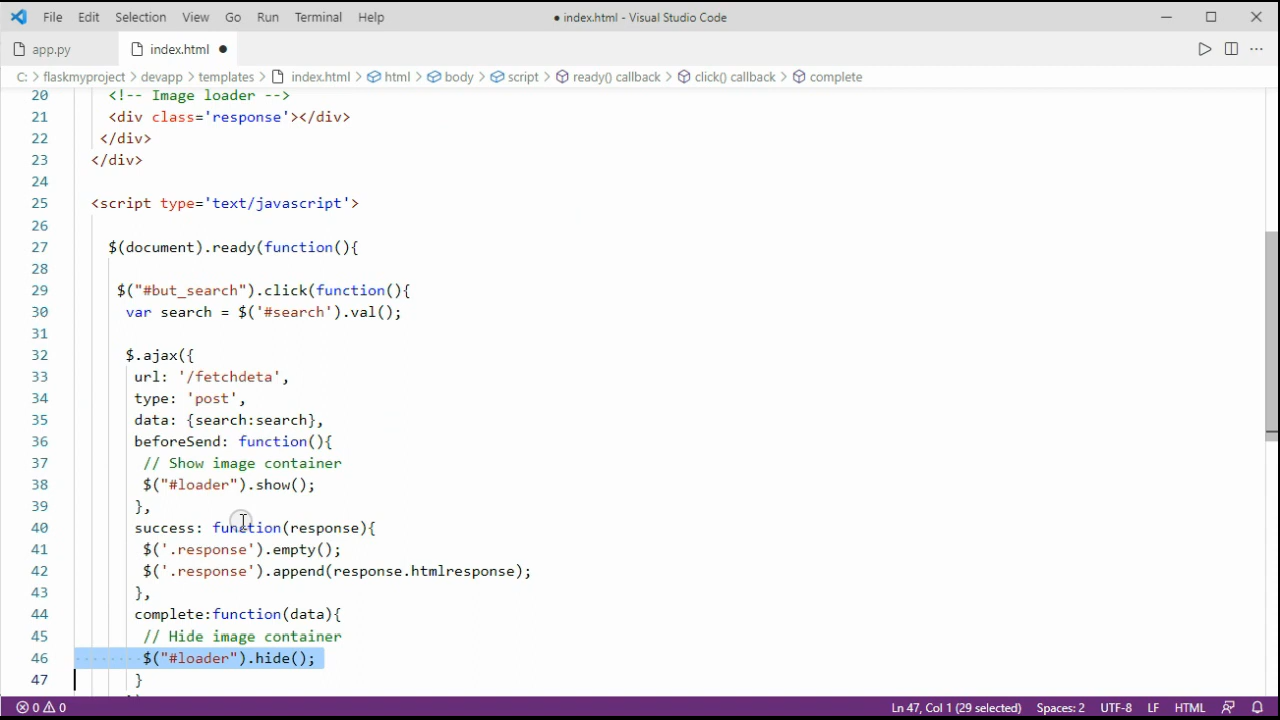 File Edit Selection View Go Run Terminal Help ● index.html - Visual Studio Code
app.py index.html ●
C: > flaskmyproject > devapp > templates > index.html > html > body > script > ready() callback > click() callback > complete
20 <!-- Image loader -->
21 <div class='response'></div>
22 </div>
23 </div>
24
25 <script type='text/javascript'>
26
27 $(document).ready(function(){
28
29 $("#but_search").click(function(){
30 var search = $('#search').val();
31
32 $.ajax({
33 url: '/fetchdeta',
34 type: 'post',
35 data: {search:search},
36 beforeSend: function(){
37 // Show image container
38 $("#loader").show();
39 },
40 success: function(response){
41 $('.response').empty();
42 $('.response').append(response.htmlresponse);
43 },
44 complete:function(data){
45 // Hide image container
46 $("#loader").hide();
47 }
0 0 Ln 47, Col 1 (29 selected) Spaces: 2 UTF-8 LF HTML